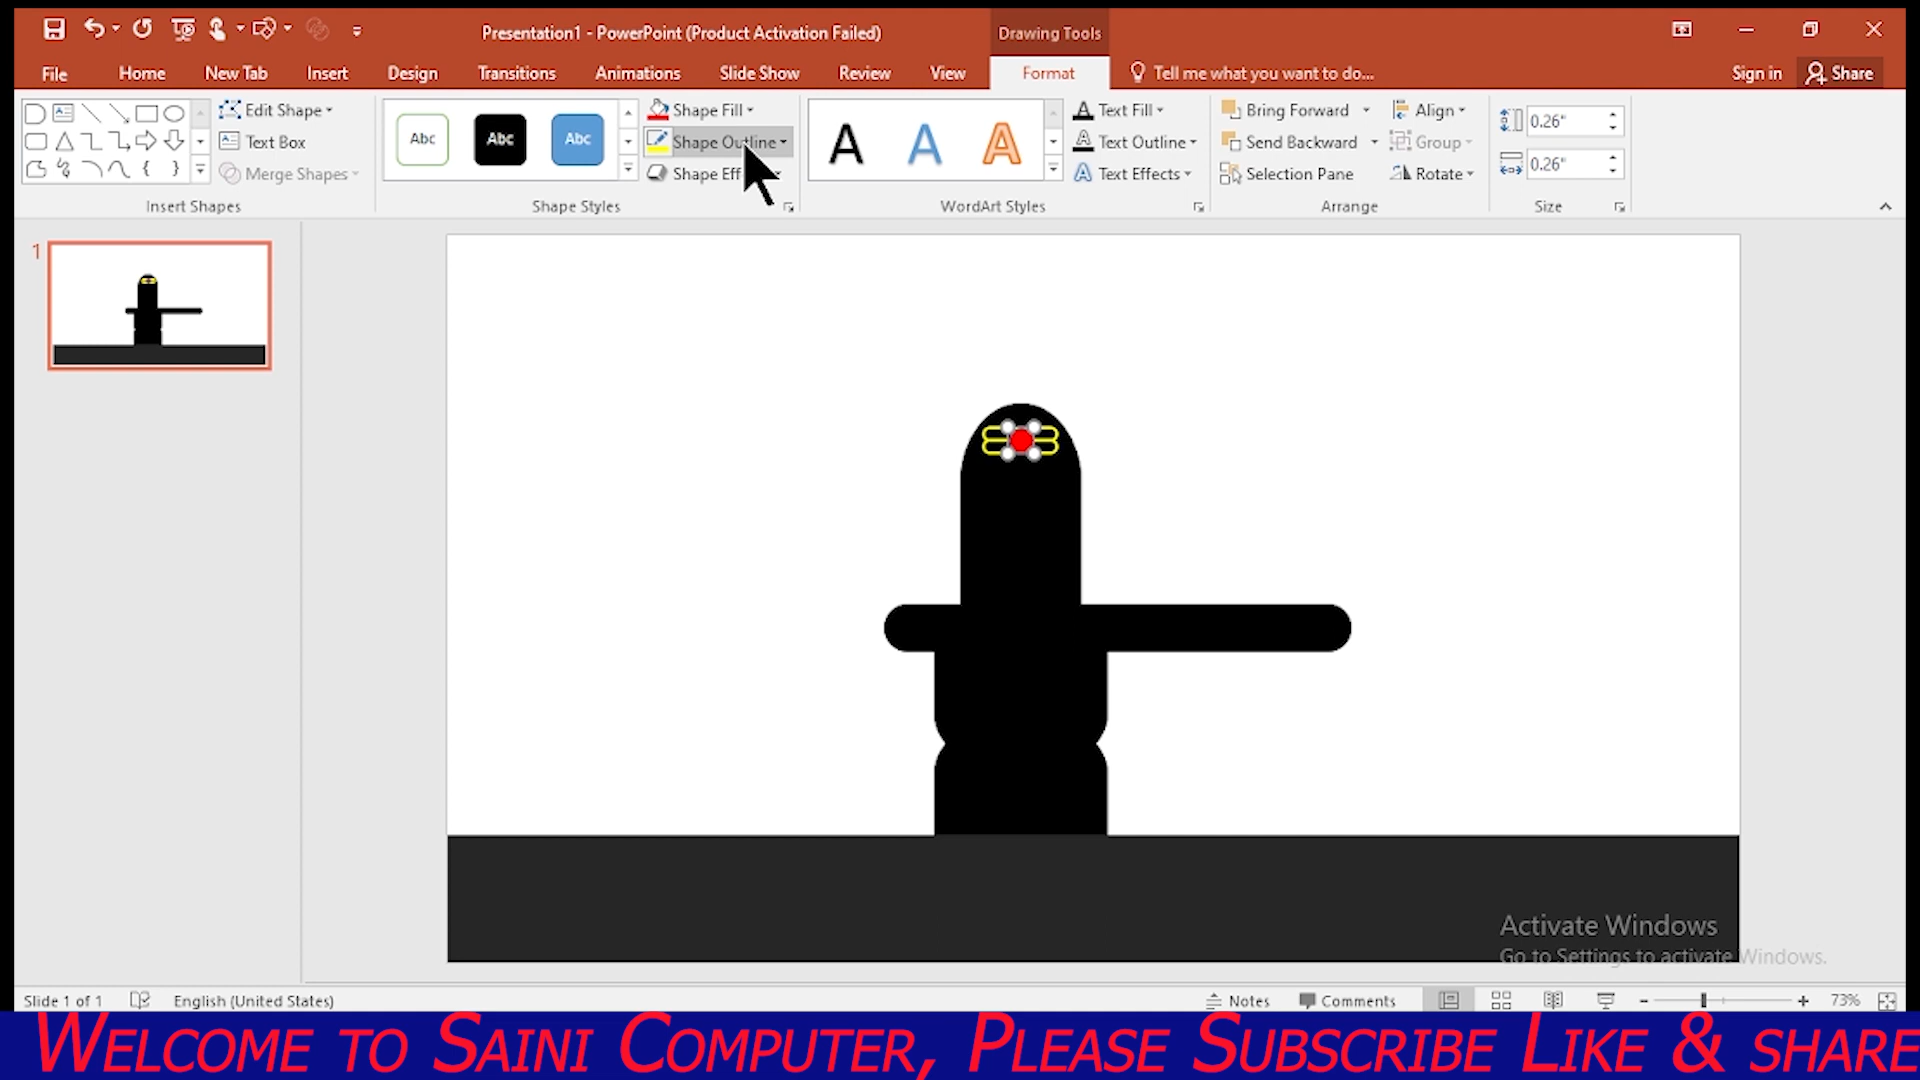 Presentation1 - PowerPoint (Product Activation Failed)
Drawing Tools
File Home New Tab Insert Design Transitions Animations Slide Show Review View Format Tell me what you want to do... Sign in Share
Edit Shape
Text Box
Merge Shapes
Insert Shapes
Abc Abc Abc
Shape Fill
Shape Outline
Shape Eff
Shape Styles
A A A
Text Fill
Text Outline
Text Effects
WordArt Styles
Bring Forward
Send Backward
Selection Pane
Align
Group
Rotate
Arrange
0.26"
0.26"
Size
1
Activate Windows
Go to Settings to activate Windows.
Slide 1 of 1 English (United States) Notes Comments 73%
WELCOME TO SAINI COMPUTER, PLEASE SUBSCRIBE LIKE & SHARE